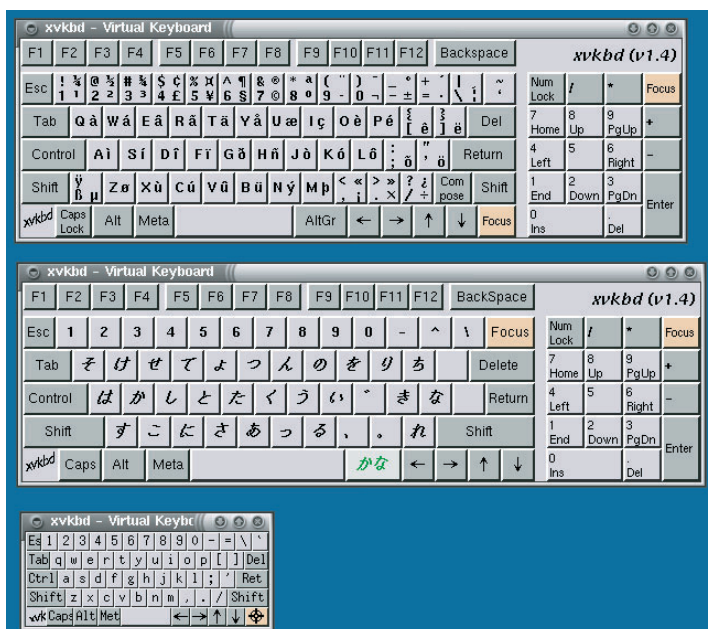 xvkbd - Virtual Keyboard
F1 F2 F3 F4 F5 F6 F7 F8 F9 F10 F11 F12 Backspace xvkbd (v1.4)
Esc Num Lock / * Focus
Tab Q à W á E â R ã T ä Y å U æ I ç O è P é { [ ê } ] ë Del 7 Home 8 Up 9 PgUp +
Control A ì S í D î F ï G ð H ñ J ò K ó L ô : ; õ " ' ö Return 4 Left 5 6 Right -
Shift ÿ ß µ Z ø X ù C ú V û B ü N ý M þ < « , ¡ > » . × ? ¿ / ÷ Com pose Shift 1 End 2 Down 3 PgDn Enter
xvkbd Caps Lock Alt Meta AltGr ← → ↑ ↓ Focus 0 Ins . Del
xvkbd - Virtual Keyboard
F1 F2 F3 F4 F5 F6 F7 F8 F9 F10 F11 F12 BackSpace xvkbd (v1.4)
Esc 1 2 3 4 5 6 7 8 9 0 - ^ \ Focus Num Lock / * Focus
Tab そ け せ て ょ つ ん の を り ち Delete 7 Home 8 Up 9 PgUp +
Control は か し と た く う い ゛ き な Return 4 Left 5 6 Right -
Shift す こ に さ あ っ る 、 。 れ Shift 1 End 2 Down 3 PgDn Enter
xvkbd Caps Alt Meta かな ← → ↑ ↓ 0 Ins . Del
xvkbd - Virtual Keybc
Es 1 2 3 4 5 6 7 8 9 0 - = \ `
Tab q w e r t y u i o p [ ] Del
Ctrl a s d f g h j k l ; ' Ret
Shift z x c v b n m , . / Shift
xvk Caps Alt Met ← → ↑ ↓